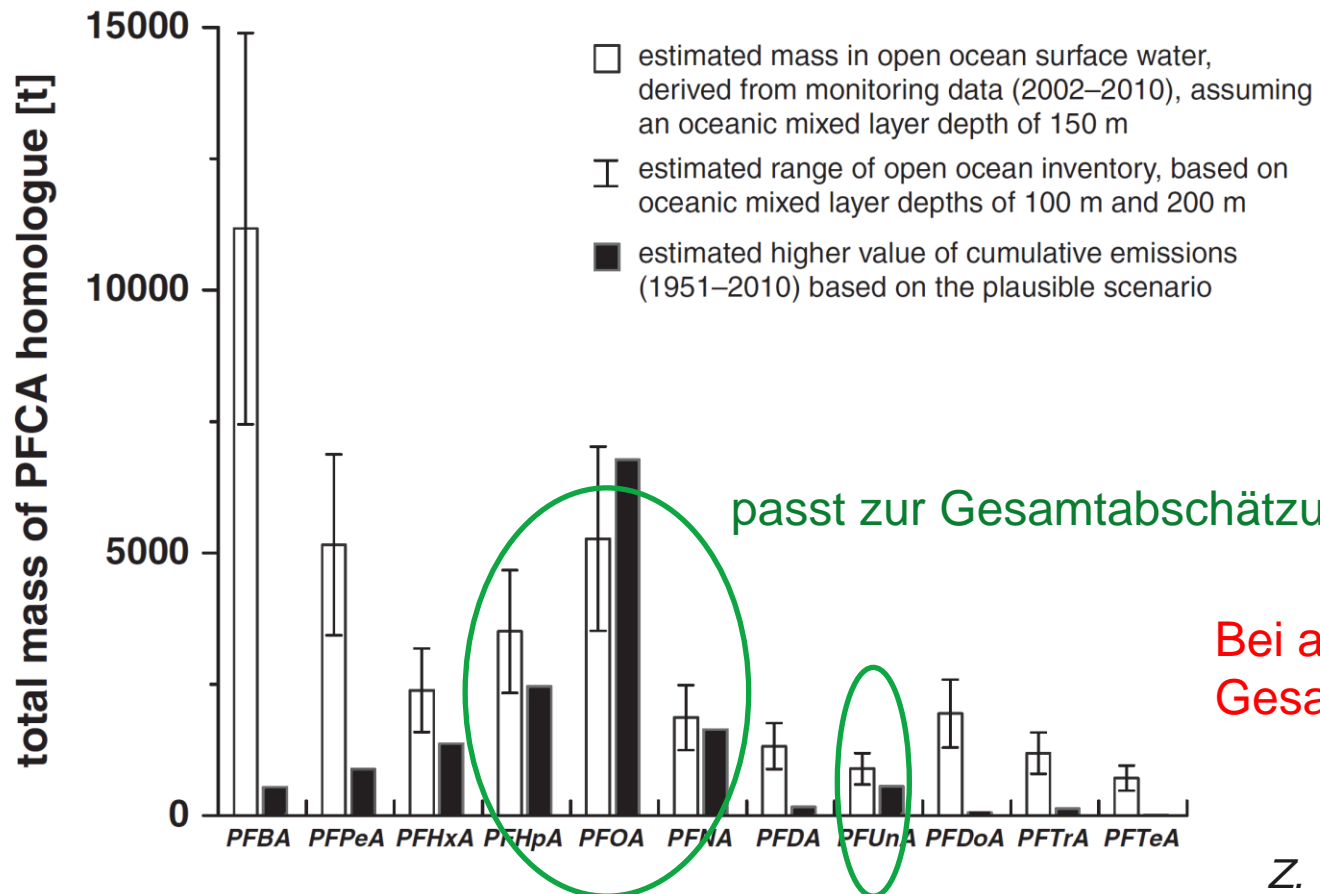 15000
10000
5000
0
total mass of PFCA homologue [t]
estimated mass in open ocean surface water,
derived from monitoring data (2002–2010), assuming
an oceanic mixed layer depth of 150 m
estimated range of open ocean inventory, based on
oceanic mixed layer depths of 100 m and 200 m
estimated higher value of cumulative emissions
(1951–2010) based on the plausible scenario
passt zur Gesamtabschätzu
Bei a
Gesa
PFBA PFPeA PFHxA PFHpA PFOA PFNA PFDA PFUnA PFDoA PFTrA PFTeA
Z.